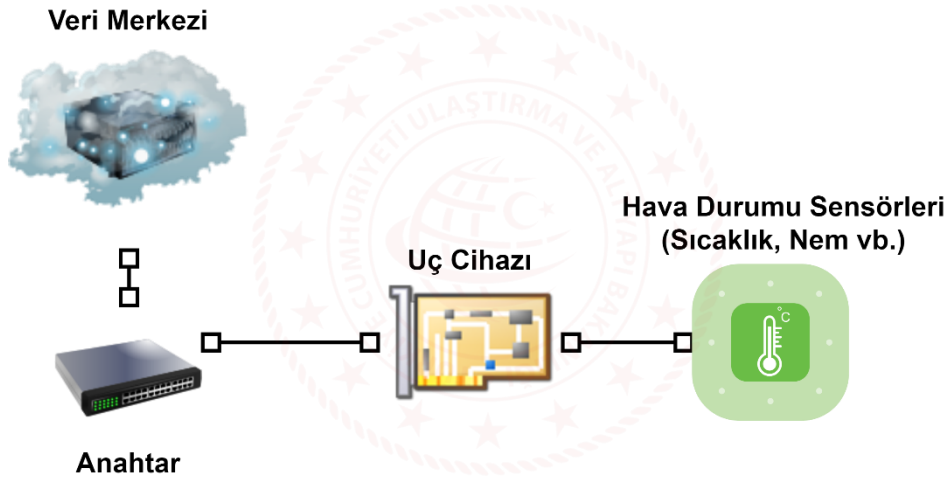 Veri Merkezi
Hava Durumu Sensörleri
(Sıcaklık, Nem vb.)
Uç Cihazı
°C
Anahtar